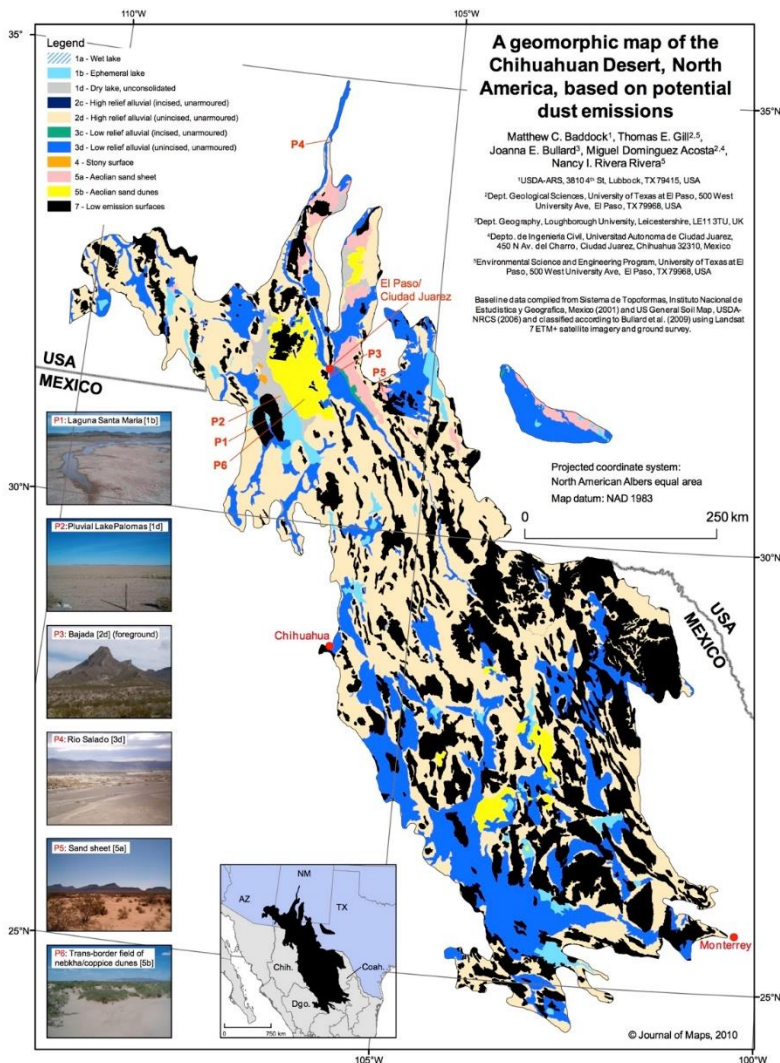 110°W
105°W
35°
35°N
A geomorphic map of the
Chihuahuan Desert, North
America, based on potential
dust emissions
Matthew C. Baddock¹, Thomas E. Gill²,⁵,
Joanna E. Bullard³, Miguel Dominguez Acosta²,⁴,
Nancy I. Rivera Rivera⁵
¹USDA-ARS, 3810 4th St, Lubbock, TX 79415, USA
²Dept. Geological Sciences, University of Texas at El Paso, 500 West
University Ave, El Paso, TX 79968, USA
³Dept. Geography, Loughborough University, Leicestershire, LE11 3TU, UK
⁴Depto. de Ingenieria Civil, Universidad Autonoma de Ciudad Juarez,
450 N Av. del Charro, Ciudad Juarez, Chihuahua 32310, Mexico
⁵Environmental Science and Engineering Program, University of Texas at El
Paso, 500 West University Ave, El Paso, TX 79968, USA
Baseline data compiled from Sistema de Topoformas, Instituto Nacional de
Estadistica y Geografica, Mexico (2001) and US General Soil Map, USDA-
NRCS (2006) and classified according to Bullard et al. (2009) using Landsat
7 ETM+ satellite imagery and ground survey.
Legend
1a - Wet lake
1b - Ephemeral lake
1d - Dry lake, unconsolidated
2c - High relief alluvial (incised, unarmoured)
2d - High relief alluvial (unincised, unarmoured)
3c - Low relief alluvial (incised, unarmoured)
3d - Low relief alluvial (unincised, unarmoured)
4 - Stony surface
5a - Aeolian sand sheet
5b - Aeolian sand dunes
7 - Low emission surfaces
P4
El Paso/
Ciudad Juarez
P3
P5
USA
MEXICO
P2
P1
P6
P1: Laguna Santa Maria [1b]
30°
Projected coordinate system:
North American Albers equal area
Map datum: NAD 1983
0
250 km
30°N
P2: Pluvial Lake Palomas [1d]
USA
MEXICO
Chihuahua
P3: Bajada [2d] (foreground)
P4: Rio Salado [3d]
P5: Sand sheet [5a]
NM
AZ
TX
Chih.
Coah.
Dgo.
0
750 km
25°N
Monterrey
P6: Trans-border field of
nebkha/coppice dunes [5b]
25°N
© Journal of Maps, 2010
105°W
100°W